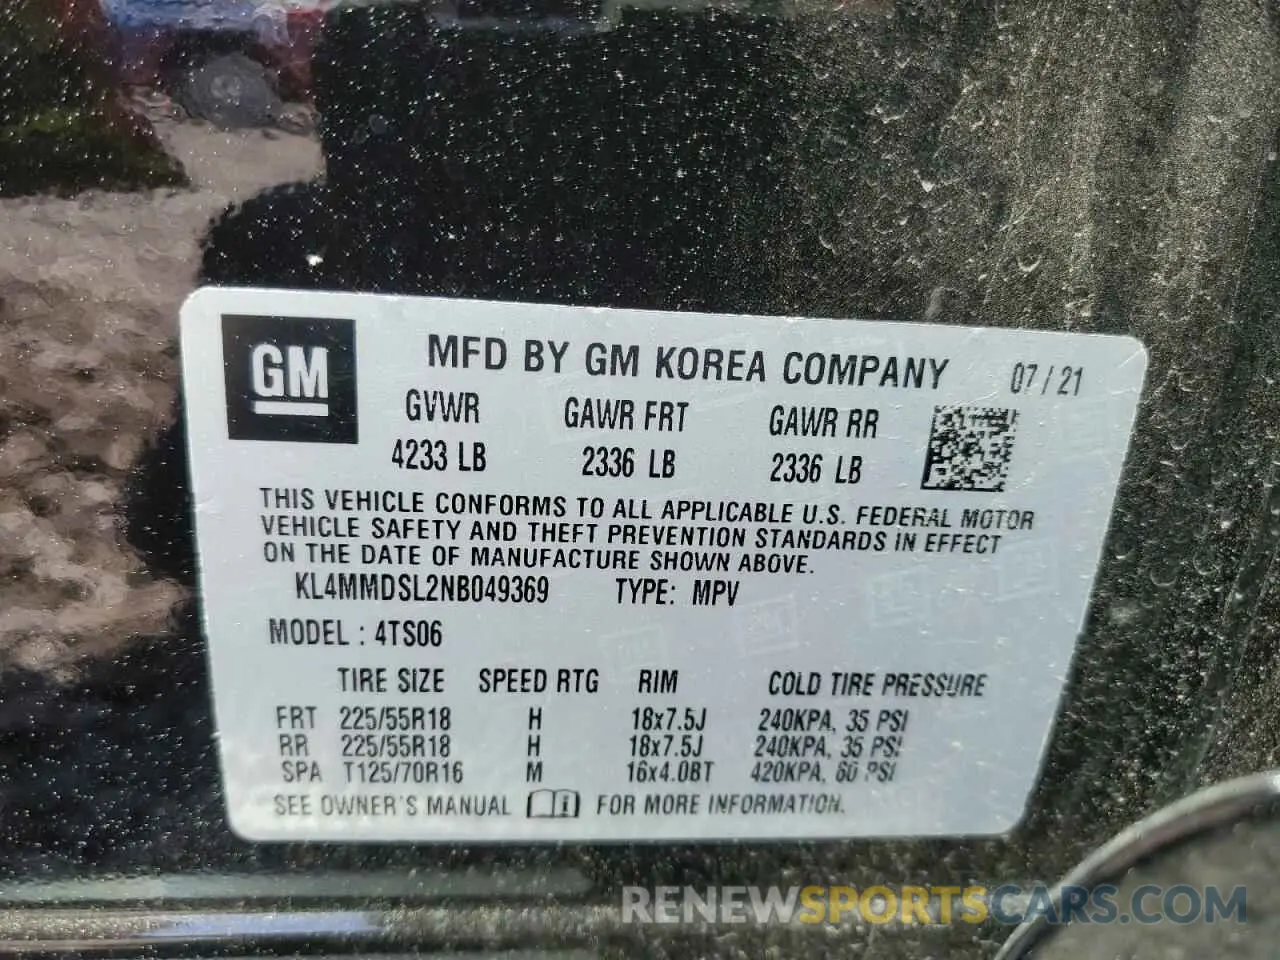 GM
MFD BY GM KOREA COMPANY 07/21
GVWR GAWR FRT GAWR RR
4233 LB 2336 LB 2336 LB
THIS VEHICLE CONFORMS TO ALL APPLICABLE U.S. FEDERAL MOTOR
VEHICLE SAFETY AND THEFT PREVENTION STANDARDS IN EFFECT
ON THE DATE OF MANUFACTURE SHOWN ABOVE.
KL4MMDSL2NB049369 TYPE: MPV
MODEL : 4TS06
TIRE SIZE SPEED RTG RIM COLD TIRE PRESSURE
FRT 225/55R18 H 18x7.5J 240KPA, 35 PSI
RR 225/55R18 H 18x7.5J 240KPA, 35 PSI
SPA T125/70R16 M 16x4.0BT 420KPA, 60 PSI
SEE OWNER'S MANUAL FOR MORE INFORMATION.
RENEWSPORTSCARS.COM